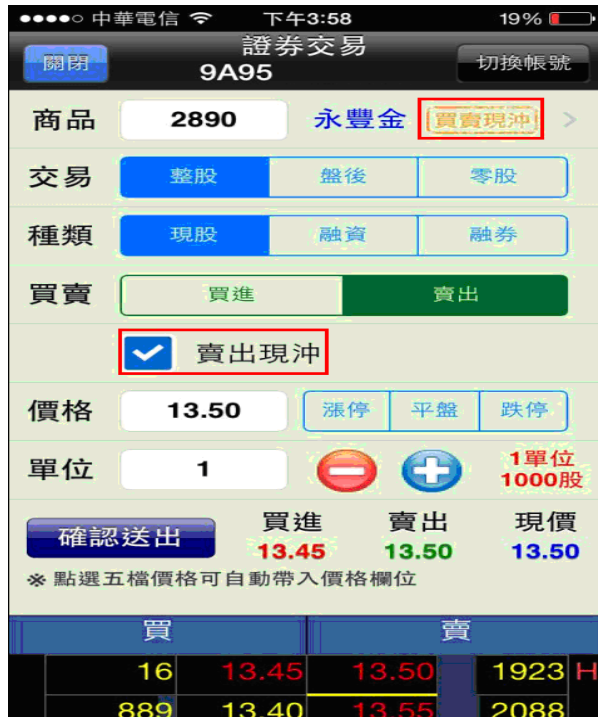 中華電信 下午3:58 19%
關閉 證券交易 切換帳號
9A95
商品 2890 永豐金 買賣現沖 >
交易 整股 盤後 零股
種類 現股 融資 融券
買賣 買進 賣出
賣出現沖
價格 13.50 漲停 平盤 跌停
單位 1 1單位
1000股
確認送出 買進 賣出 現價
13.45 13.50 13.50
※ 點選五檔價格可自動帶入價格欄位
買 賣
16 13.45 13.50 1923 H
889 13.40 13.55 2088